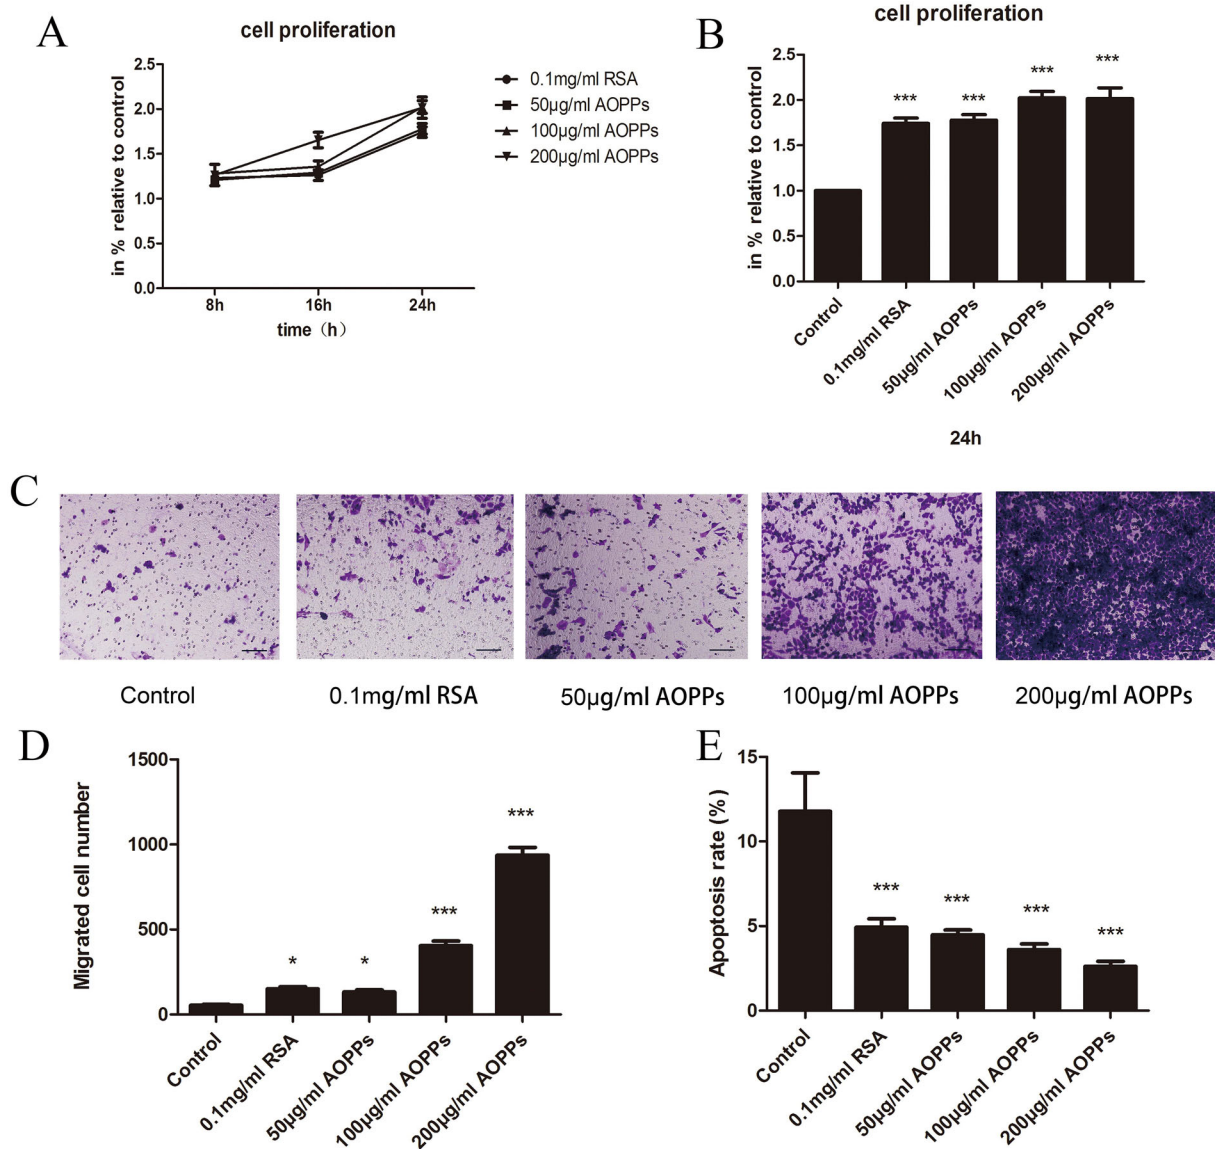 A
cell proliferation
in % relative to control
2.5
2.0
1.5
1.0
0.5
0.0
8h
16h
24h
time（h）
0.1mg/ml RSA
50μg/ml AOPPs
100μg/ml AOPPs
200μg/ml AOPPs
B
cell proliferation
in % relative to control
2.5
2.0
1.5
1.0
0.5
0.0
***
***
***
***
Control
0.1mg/ml RSA
50μg/ml AOPPs
100μg/ml AOPPs
200μg/ml AOPPs
24h
C
Control
0.1mg/ml RSA
50μg/ml AOPPs
100μg/ml AOPPs
200μg/ml AOPPs
D
Migrated cell number
1500
1000
500
0
*
*
***
***
Control
0.1mg/ml RSA
50μg/ml AOPPs
100μg/ml AOPPs
200μg/ml AOPPs
E
Apoptosis rate (%)
15
10
5
0
***
***
***
***
Control
0.1mg/ml RSA
50μg/ml AOPPs
100μg/ml AOPPs
200μg/ml AOPPs